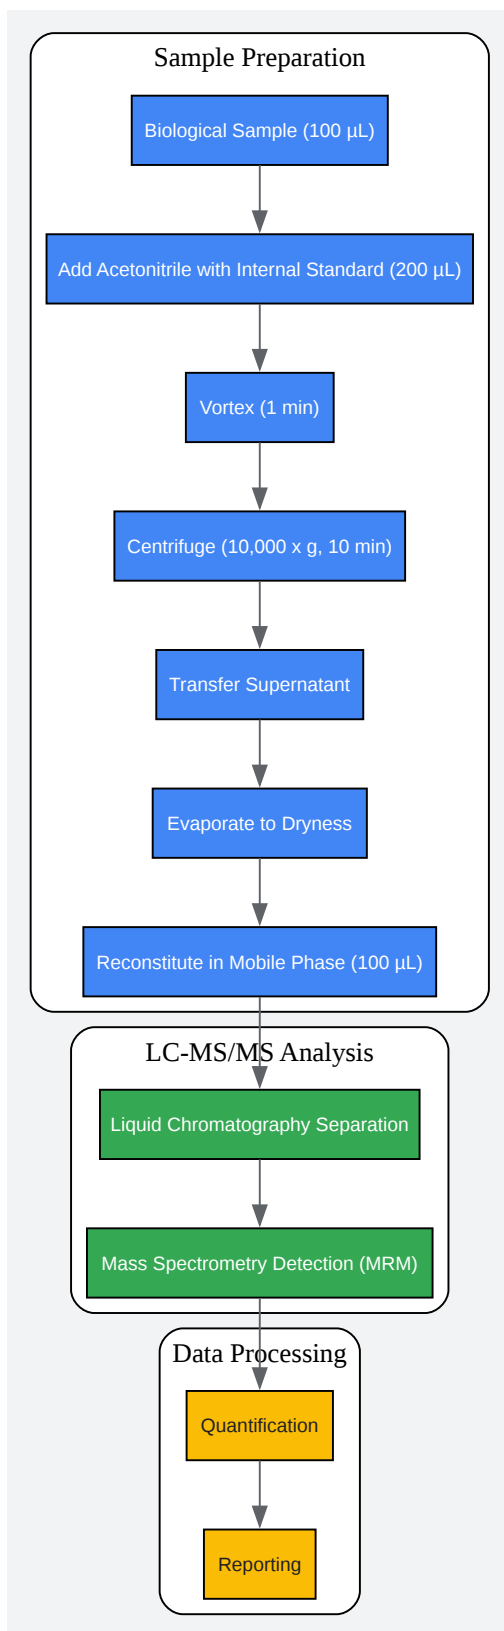 Sample Preparation
Biological Sample (100 µL)
Add Acetonitrile with Internal Standard (200 µL)
Vortex (1 min)
Centrifuge (10,000 x g, 10 min)
Transfer Supernatant
Evaporate to Dryness
Reconstitute in Mobile Phase (100 µL)
LC-MS/MS Analysis
Liquid Chromatography Separation
Mass Spectrometry Detection (MRM)
Data Processing
Quantification
Reporting